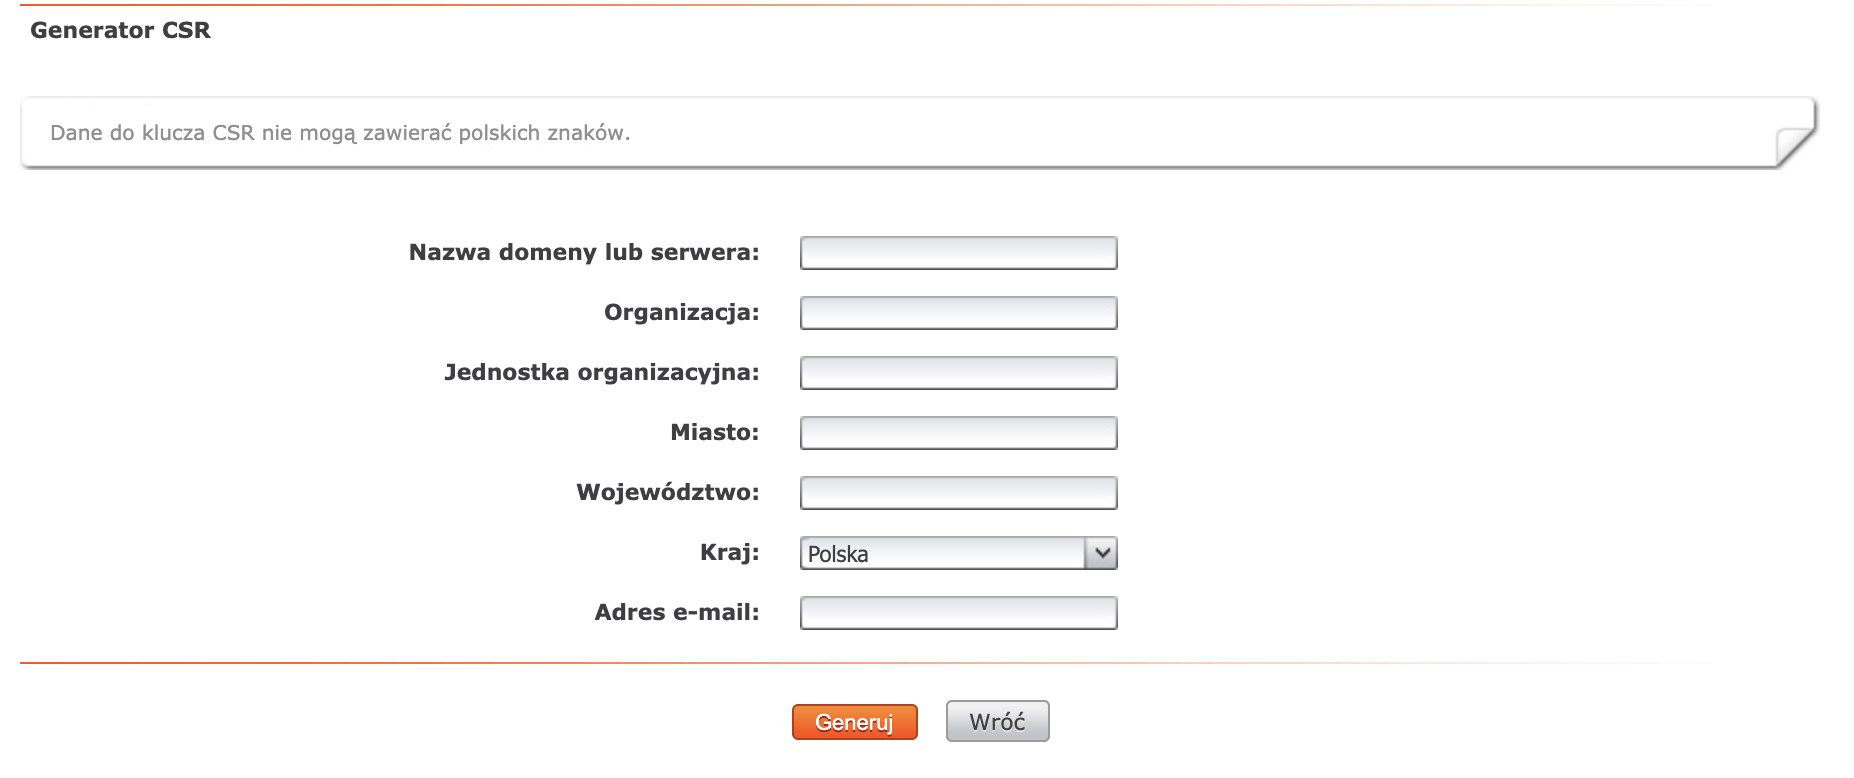 Generator CSR
Dane do klucza CSR nie mogą zawierać polskich znaków.
Nazwa domeny lub serwera:
Organizacja:
Jednostka organizacyjna:
Miasto:
Województwo:
Kraj: Polska
Adres e-mail:
Generuj Wróć